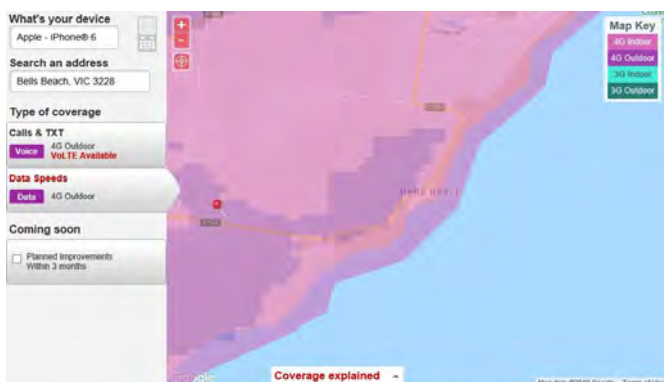 What's your device
Apple - iPhone® 6
Search an address
Bells Beach, VIC 3228
Type of coverage
Calls & TXT
Voice
4G Outdoor
VoLTE Available
Data Speeds
Data
4G Outdoor
Coming soon
Planned Improvements
Within 3 months
+
-
Bells Beach
Map Key
4G Indoor
4G Outdoor
3G Indoor
3G Outdoor
Google
Coverage explained